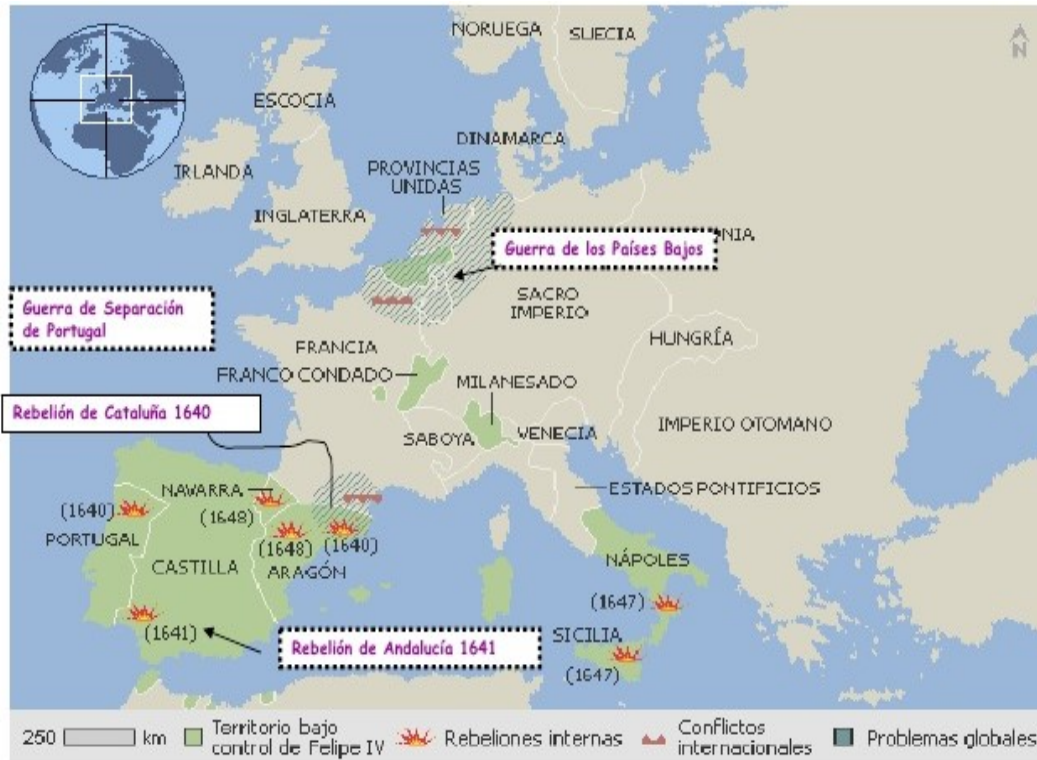 N
NORUEGA
SUECIA
ESCOCIA
DINAMARCA
IRLANDA
PROVINCIAS
UNIDAS
INGLATERRA
Guerra de los Países Bajos
NIA
Guerra de Separación
de Portugal
SACRO
IMPERIO
HUNGRÍA
FRANCIA
FRANCO CONDADO
MILANESADO
Rebelión de Cataluña 1640
SABOYA
VENECIA
IMPERIO OTOMANO
ESTADOS PONTIFICIOS
NAVARRA
(1640)
(1648)
PORTUGAL
(1648)
(1640)
CASTILLA
ARAGÓN
NÁPOLES
(1647)
(1641)
Rebelión de Andalucía 1641
SICILIA
(1647)
250 km
Territorio bajo
control de Felipe IV
Rebeliones internas
Conflictos
internacionales
Problemas globales